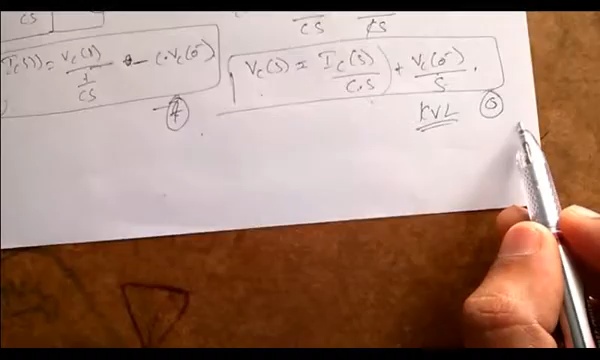 CS
CS ₵S
I_C(s) = V_C(s) / (1/CS) - C·V_C(0⁻)
V_C(s) = I_C(s) / C.S + V_C(0⁻) / S.
4
KVL 5